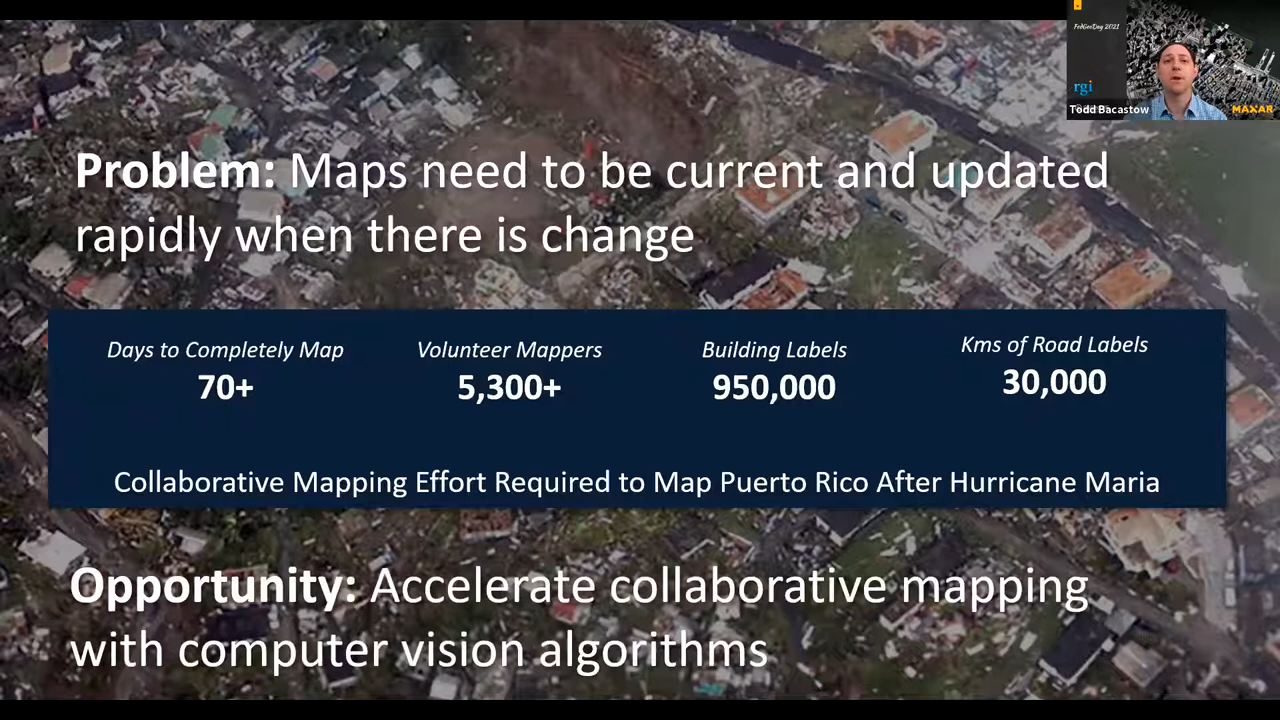 FedGeoDay 2021
rgi
Todd Bacastow
MAXAR
Problem: Maps need to be current and updated
rapidly when there is change
Days to Completely Map
70+
Volunteer Mappers
5,300+
Building Labels
950,000
Kms of Road Labels
30,000
Collaborative Mapping Effort Required to Map Puerto Rico After Hurricane Maria
Opportunity: Accelerate collaborative mapping
with computer vision algorithms